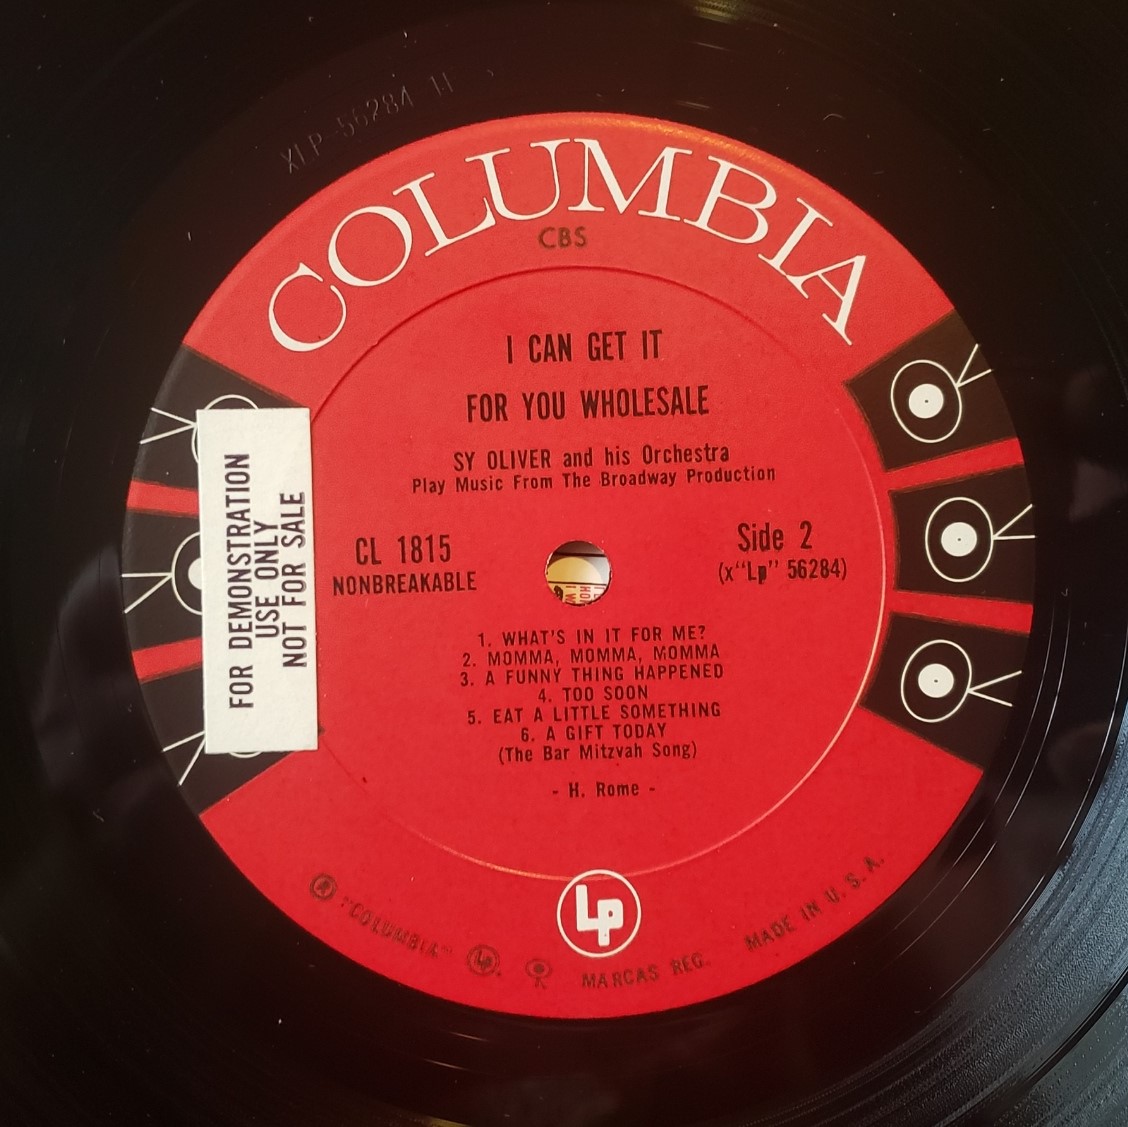 XLP-56284 1H
COLUMBIA
CBS
I CAN GET IT
FOR YOU WHOLESALE
SY OLIVER and his Orchestra
Play Music From The Broadway Production
CL 1815
NONBREAKABLE
Side 2
(x"Lp" 56284)
FOR DEMONSTRATION
USE ONLY
NOT FOR SALE
1. WHAT'S IN IT FOR ME?
2. MOMMA, MOMMA, MOMMA
3. A FUNNY THING HAPPENED
4. TOO SOON
5. EAT A LITTLE SOMETHING
6. A GIFT TODAY
(The Bar Mitzvah Song)
- H. Rome -
Lp
® "COLUMBIA" Lp. MARCAS REG. MADE IN U. S. A.